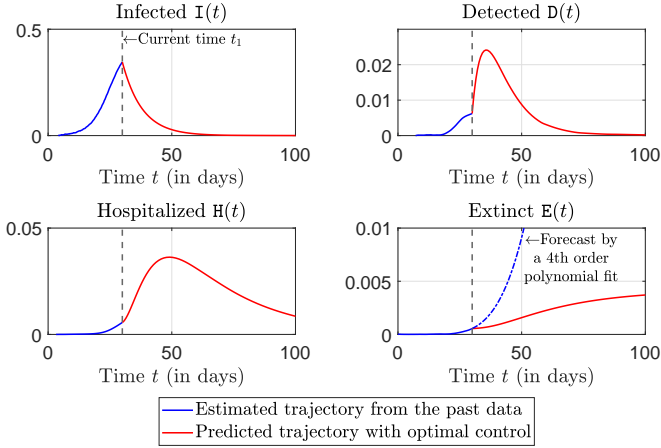 Infected I(t)
0.5
0
←Current time t₁
0 50 100
Time t (in days)
Detected D(t)
0.02
0.01
0
0 50 100
Time t (in days)
Hospitalized H(t)
0.05
0
0 50 100
Time t (in days)
Extinct E(t)
0.01
0.005
0
←Forecast by
a 4th order
polynomial fit
0 50 100
Time t (in days)
Estimated trajectory from the past data
Predicted trajectory with optimal control